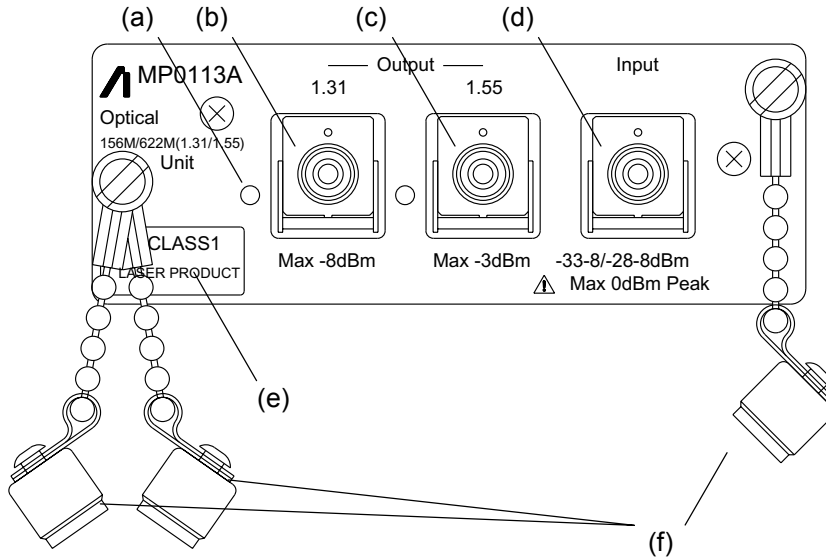 (a) (b) (c) (d)
MP0113A
Output
Input
1.31
1.55
Optical
156M/622M(1.31/1.55)
Unit
CLASS1
LASER PRODUCT
Max -8dBm
Max -3dBm
-33-8/-28-8dBm
Max 0dBm Peak
(e)
(f)